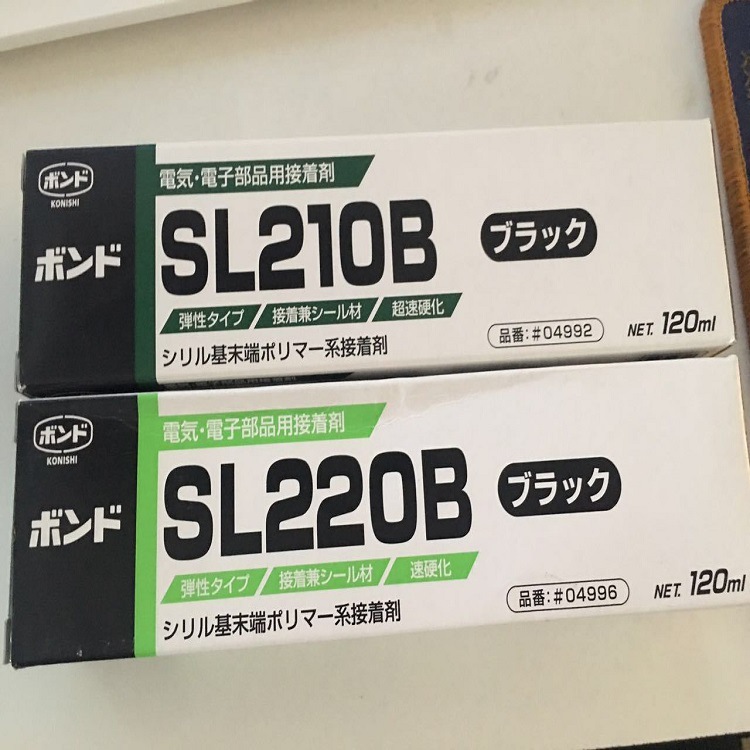 ボンド
KONISHI
ボンド
電気・電子部品用接着剤
SL210B
ブラック
弾性タイプ
接着兼シール材
超速硬化
品番:#04992
NET. 120ml
シリル基末端ポリマー系接着剤
ボンド
KONISHI
ボンド
電気・電子部品用接着剤
SL220B
ブラック
弾性タイプ
接着兼シール材
速硬化
品番:#04996
NET. 120ml
シリル基末端ポリマー系接着剤